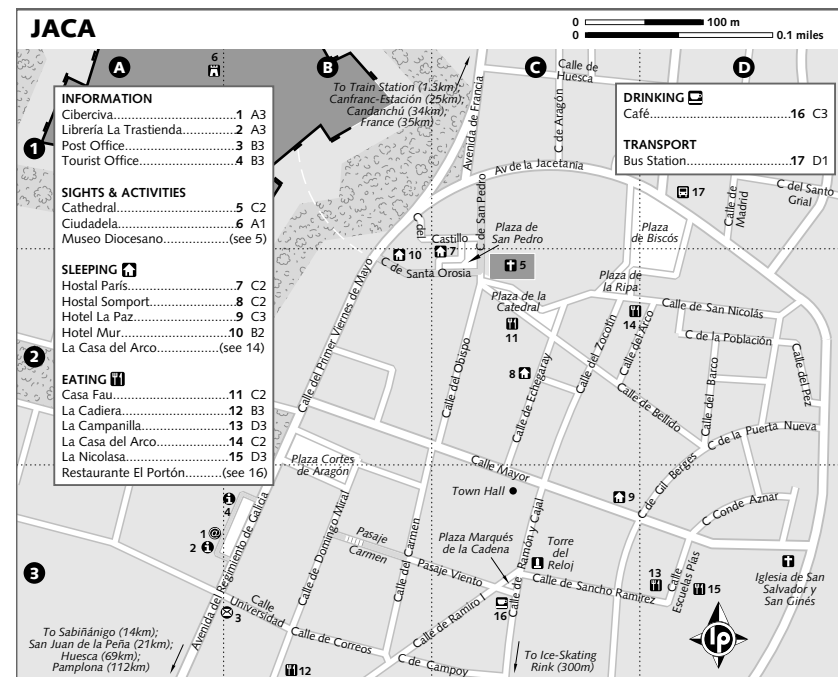 JACA
0 100 m
0 0.1 miles
A
B
C
D
1
2
3
INFORMATION
Ciberciva........................1 A3
Librería La Trastienda........2 A3
Post Office.....................3 B3
Tourist Office..................4 B3
SIGHTS & ACTIVITIES
Cathedral.......................5 C2
Ciudadela.......................6 A1
Museo Diocesano...........(see 5)
SLEEPING
Hostal París....................7 C2
Hostal Somport................8 C2
Hotel La Paz...................9 C3
Hotel Mur......................10 B2
La Casa del Arco..........(see 14)
EATING
Casa Fau.......................11 C2
La Cadiera.....................12 B3
La Campanilla.................13 D3
La Casa del Arco.............14 C2
La Nicolasa....................15 D3
Restaurante El Portón.....(see 16)
DRINKING
Café............................16 C3
TRANSPORT
Bus Station....................17 D1
6
To Train Station (1.3km);
Canfranc-Estación (25km);
Candanchú (34km);
France (35km)
Avenida de Francia
Calle de
Huesca
C de Aragón
Av de la Jacetania
17
Calle de
Madrid
C del Santo
Grial
C de San Pedro
Plaza de
San Pedro
Plaza
de
Biscós
C del
Castillo
10
7
C de Santa Orosia
5
Plaza de
la Ripa
Plaza de la
Catedral
11
14
Calle de San Nicolás
C de la Población
Calle del Primer Viernes de Mayo
Calle del Obispo
8
Calle de Echegaray
Calle del Zocotín
Calle del Arco
Calle de Bellido
Calle del Barco
Calle del Pez
C de la Puerta Nueva
Plaza Cortes
de Aragón
Calle Mayor
Town Hall
9
C de Gil Berges
C Conde Aznar
4
1 @
2
Avenida del Regimiento de Galicia
Calle de Domingo Miral
Pasaje
Carmen
Calle del Carmen
Pasaje Viento
Plaza Marqués
de la Cadena
Calle de Ramón y Cajal
Torre
del
Reloj
Calle de Sancho Ramírez
13
Calle
Escuelas Pías
15
Iglesia de San
Salvador y
San Ginés
3
Calle
Universidad
Calle de Correos
Calle de Ramiro I
16
C de Campoy
12
To Sabiñánigo (14km);
San Juan de la Peña (21km);
Huesca (69km);
Pamplona (112km)
To Ice-Skating
Rink (300m)
lp